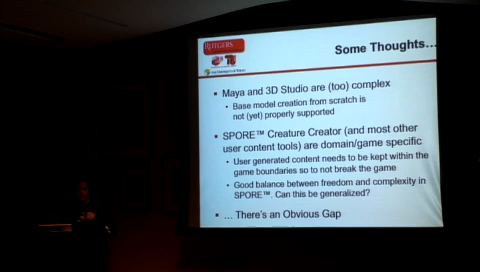 RUTGERS
Some Thoughts...
Maya and 3D Studio are (too) complex
Base model creation from scratch is
not (yet) properly supported
SPORE™ Creature Creator (and most other
user content tools) are domain/game specific
User generated content needs to be kept within the
game boundaries so to not break the game
Good balance between freedom and complexity in
SPORE™. Can this be generalized?
... There's an Obvious Gap